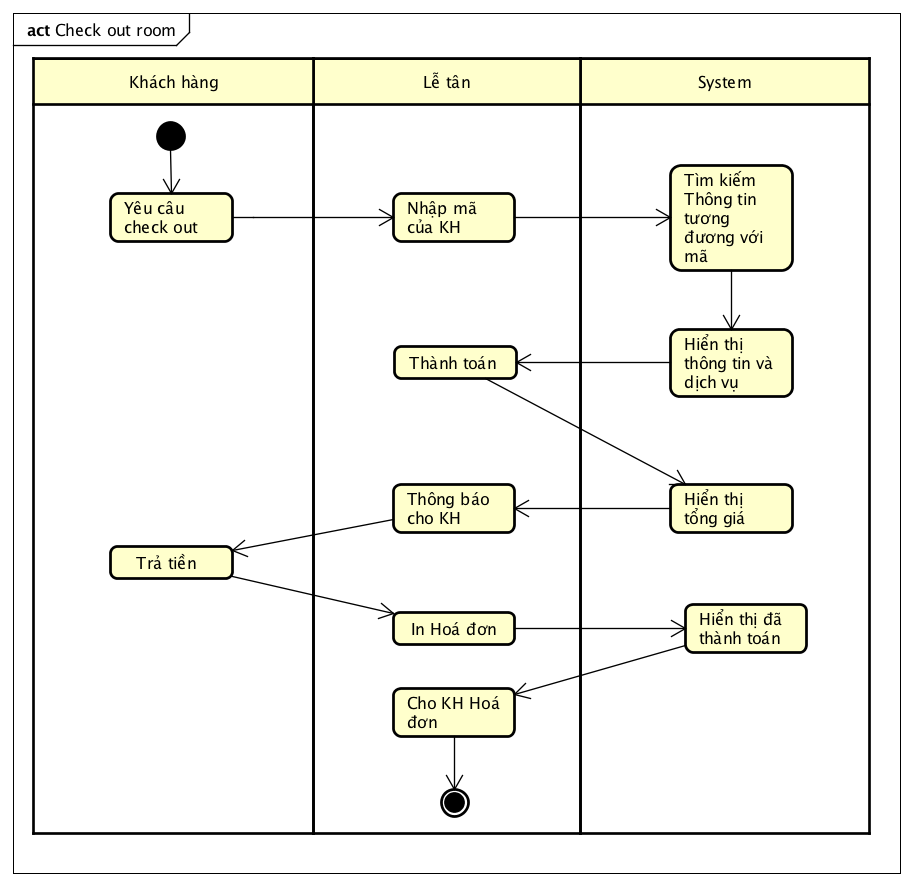 act Check out room
Khách hàng
Lễ tân
System
Yêu câu
check out
Nhập mã
của KH
Tìm kiếm
Thông tin
tương
đương với
mã
Thành toán
Hiển thị
thông tin và
dịch vụ
Thông báo
cho KH
Hiển thị
tổng giá
Trả tiền
In Hoá đơn
Hiển thị đã
thành toán
Cho KH Hoá
đơn